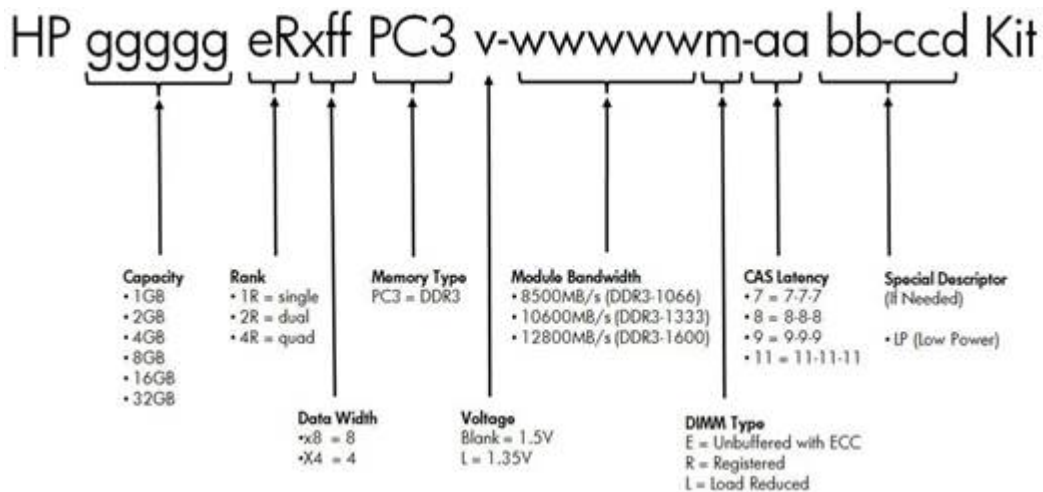 HP ggggg eRxff PC3 v-wwwwwm-aa bb-ccd Kit
Capacity
• 1GB
• 2GB
• 4GB
• 8GB
• 16GB
• 32GB
Rank
• 1R = single
• 2R = dual
• 4R = quad
Memory Type
PC3 = DDR3
Module Bandwidth
• 8500MB/s (DDR3-1066)
• 10600MB/s (DDR3-1333)
• 12800MB/s (DDR3-1600)
CAS Latency
• 7 = 7-7-7
• 8 = 8-8-8
• 9 = 9-9-9
• 11 = 11-11-11
Special Descriptor
(If Needed)
• LP (Low Power)
Data Width
•x8 = 8
•X4 = 4
Voltage
Blank = 1.5V
L = 1.35V
DIMM Type
E = Unbuffered with ECC
R = Registered
L = Load Reduced